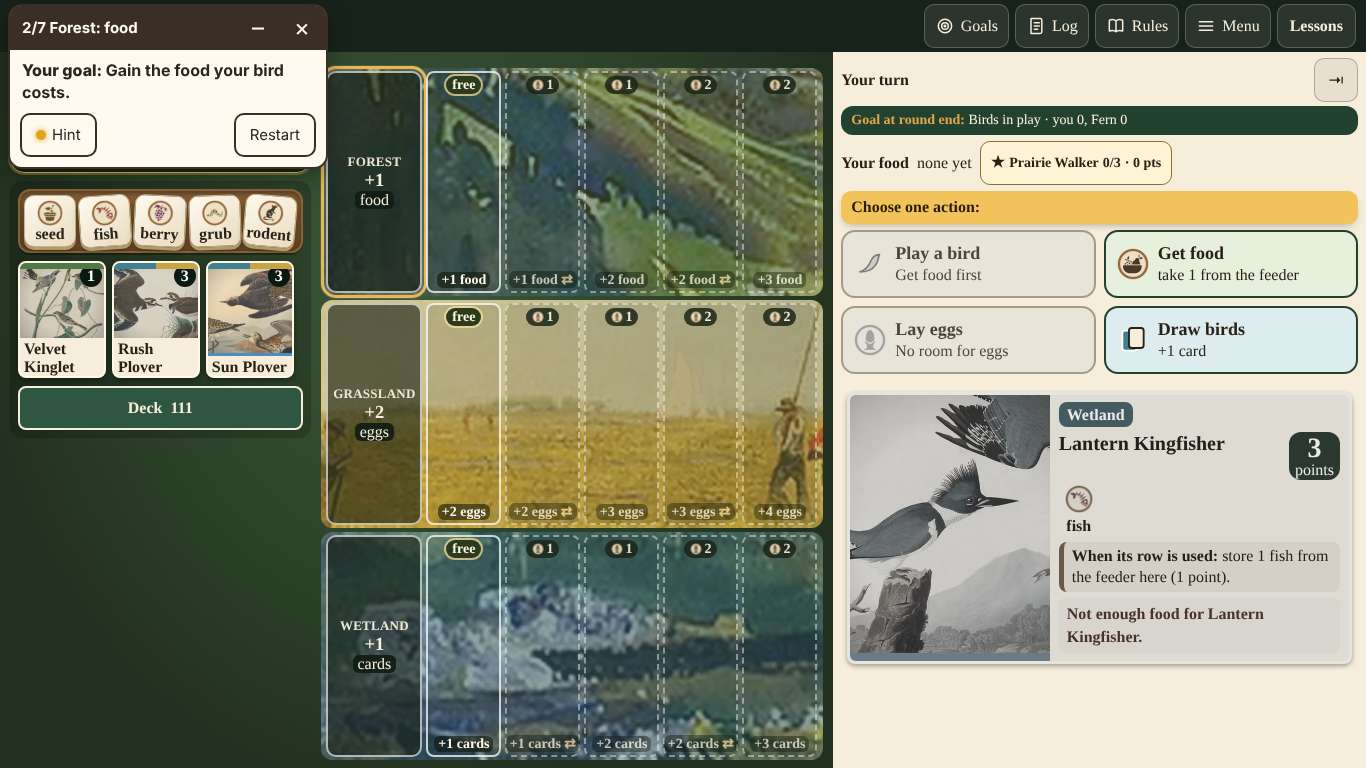 2/7 Forest: food
Your goal: Gain the food your bird
costs.
Hint
Restart
Goals
Log
Rules
Menu
Lessons
seed
fish
berry
grub
rodent
1
3
3
Velvet
Kinglet
Rush
Plover
Sun Plover
Deck 111
FOREST
+1
food
free
1
1
2
2
+1 food
+1 food ⇄
+2 food
+2 food ⇄
+3 food
GRASSLAND
+2
eggs
free
1
1
2
2
+2 eggs
+2 eggs ⇄
+3 eggs
+3 eggs ⇄
+4 eggs
WETLAND
+1
cards
free
1
1
2
2
+1 cards
+1 cards ⇄
+2 cards
+2 cards ⇄
+3 cards
Your turn
Goal at round end: Birds in play · you 0, Fern 0
Your food none yet
★ Prairie Walker 0/3 · 0 pts
Choose one action:
Play a bird
Get food first
Get food
take 1 from the feeder
Lay eggs
No room for eggs
Draw birds
+1 card
Wetland
Lantern Kingfisher
3
points
fish
When its row is used: store 1 fish from
the feeder here (1 point).
Not enough food for Lantern
Kingfisher.